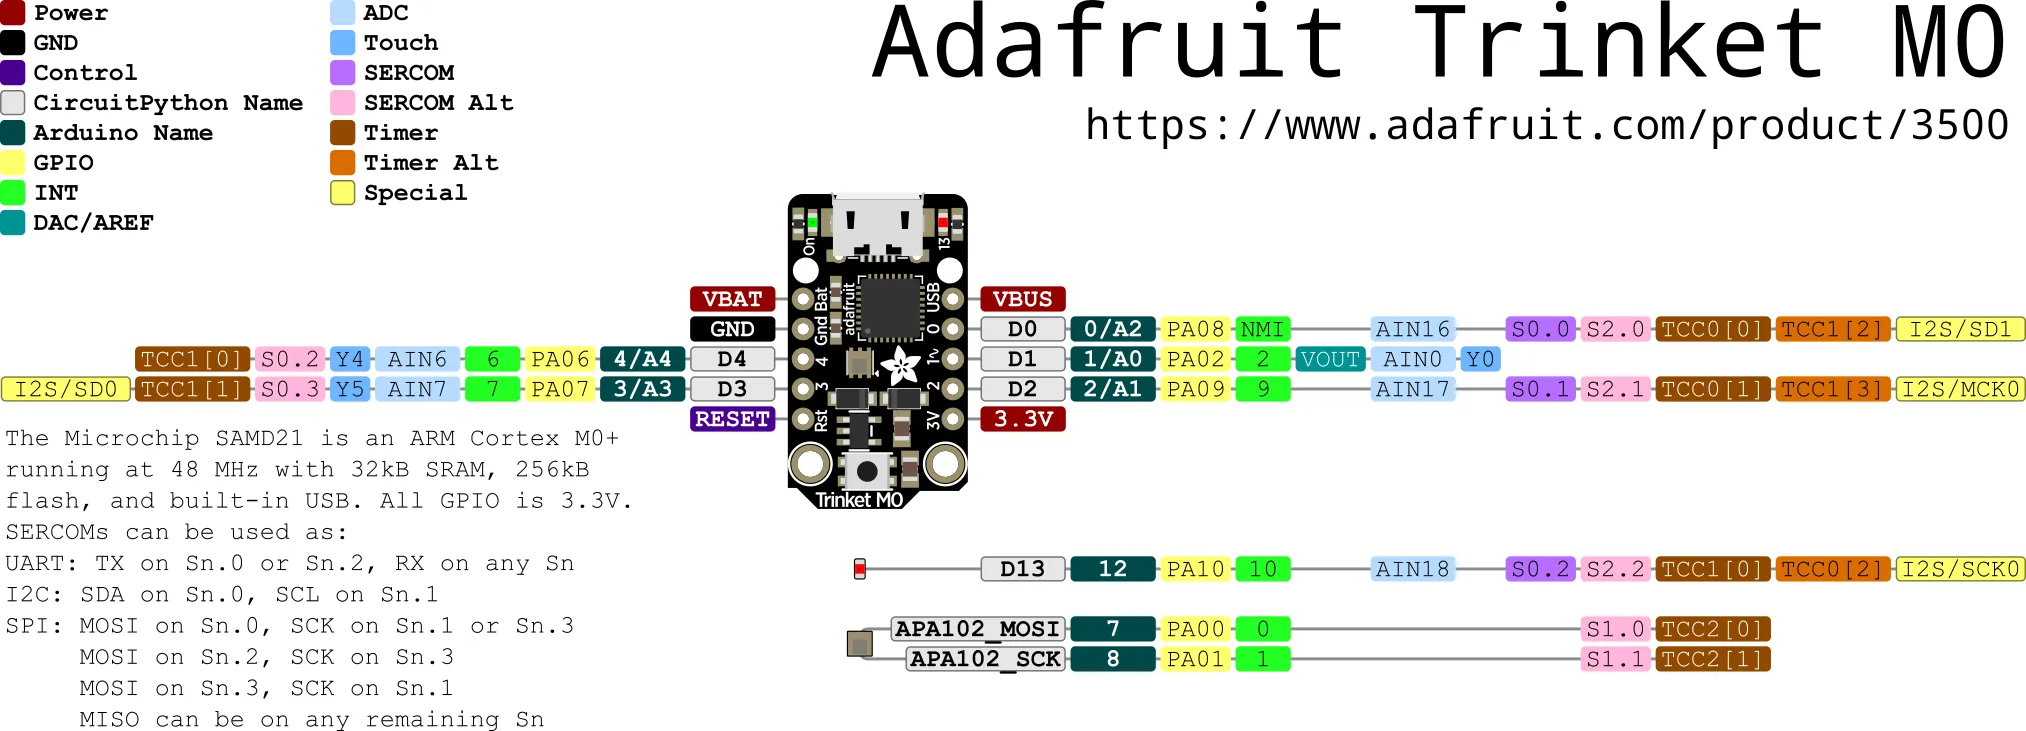 Adafruit Trinket M0
https://www.adafruit.com/product/3500
Power
GND
Control
CircuitPython Name
Arduino Name
GPIO
INT
DAC/AREF
ADC
Touch
SERCOM
SERCOM Alt
Timer
Timer Alt
Special
VBAT
GND
TCC1[0] S0.2 Y4 AIN6 6 PA06 4/A4 D4
I2S/SD0 TCC1[1] S0.3 Y5 AIN7 7 PA07 3/A3 D3
RESET
On
13
Bat
Gnd
4
3
Rst
adafruit
USB
0
1~
2
3V
Trinket M0
VBUS
D0 0/A2 PA08 NMI AIN16 S0.0 S2.0 TCC0[0] TCC1[2] I2S/SD1
D1 1/A0 PA02 2 VOUT AIN0 Y0
D2 2/A1 PA09 9 AIN17 S0.1 S2.1 TCC0[1] TCC1[3] I2S/MCK0
3.3V
The Microchip SAMD21 is an ARM Cortex M0+
running at 48 MHz with 32kB SRAM, 256kB
flash, and built-in USB. All GPIO is 3.3V.
SERCOMs can be used as:
UART: TX on Sn.0 or Sn.2, RX on any Sn
I2C: SDA on Sn.0, SCL on Sn.1
SPI: MOSI on Sn.0, SCK on Sn.1 or Sn.3
MOSI on Sn.2, SCK on Sn.3
MOSI on Sn.3, SCK on Sn.1
MISO can be on any remaining Sn
D13 12 PA10 10 AIN18 S0.2 S2.2 TCC1[0] TCC0[2] I2S/SCK0
APA102_MOSI 7 PA00 0 S1.0 TCC2[0]
APA102_SCK 8 PA01 1 S1.1 TCC2[1]